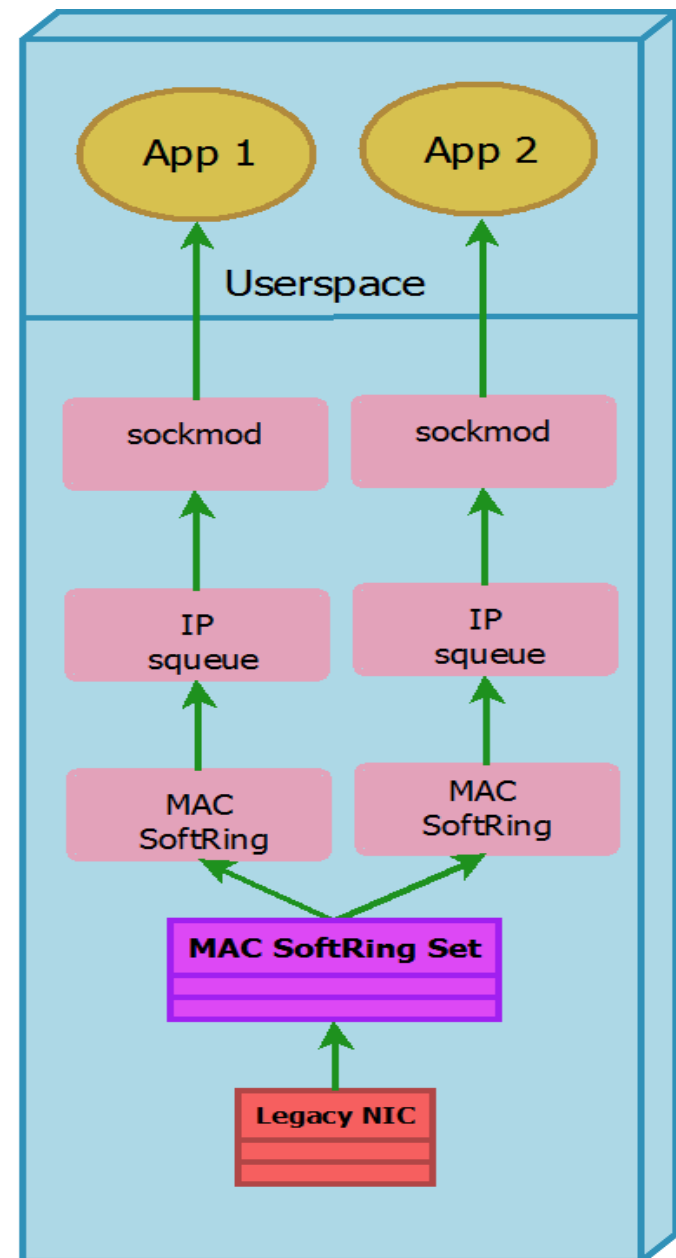 App 1
App 2
Userspace
sockmod
sockmod
IP
squeue
IP
squeue
MAC
SoftRing
MAC
SoftRing
MAC SoftRing Set
Legacy NIC